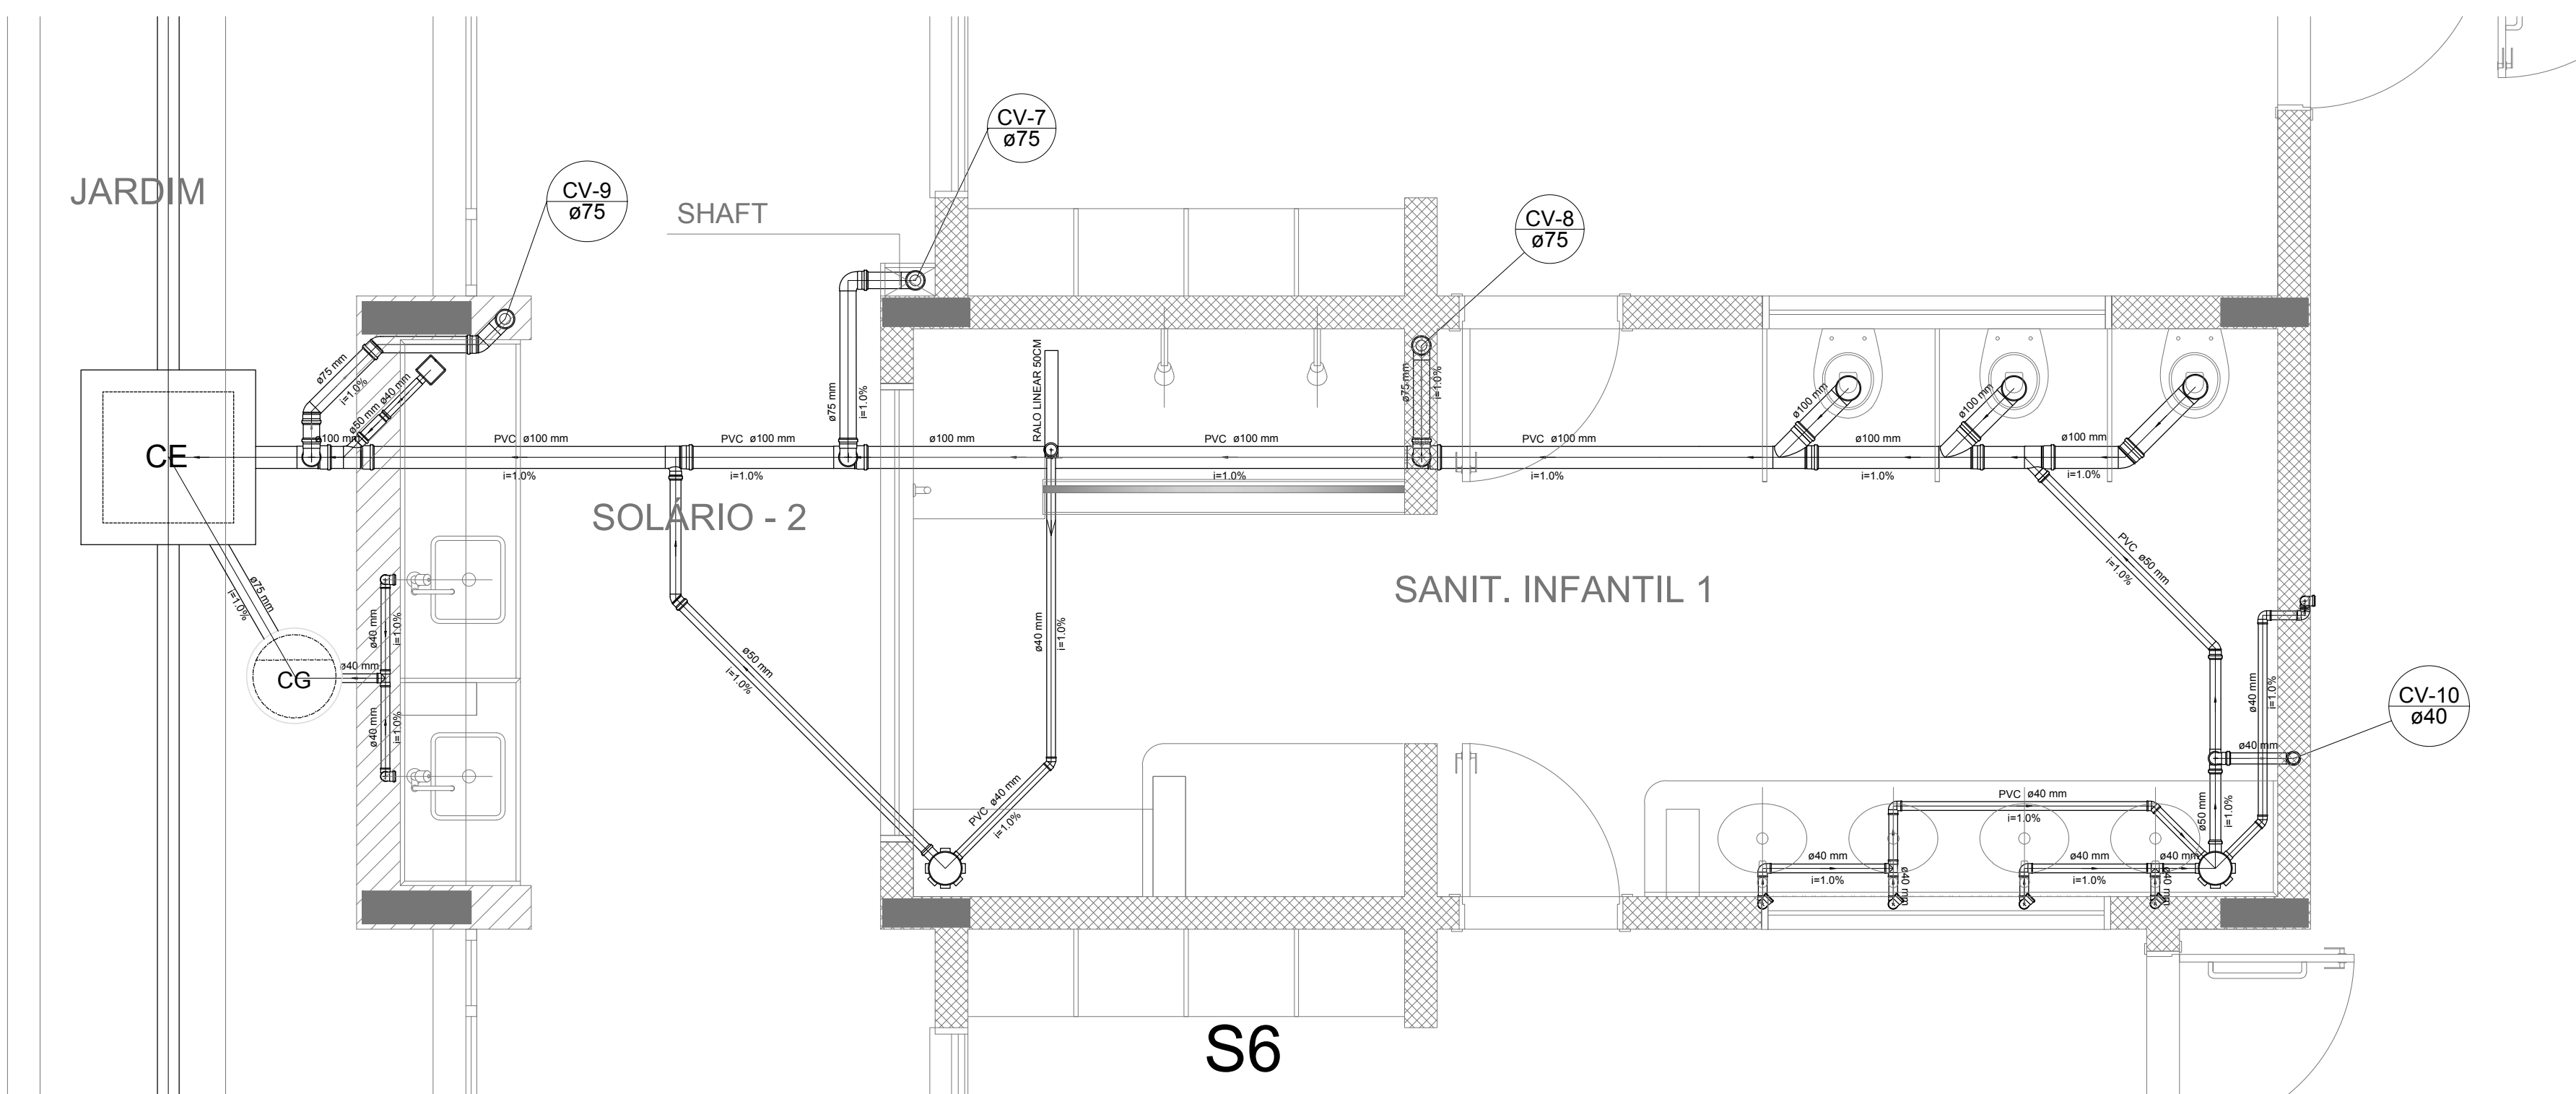 JARDIM
CV-9
ø75
SHAFT
CV-7
ø75
CV-8
ø75
ø75 mm
i=1.0%
ø50 mm
ø40 mm
ø75 mm
i=1.0%
RALO LINEAR 50CM
ø75 mm
i=1.0%
ø100 mm
ø100 mm
CE
ø100 mm
PVC ø100 mm
i=1.0%
PVC ø100 mm
i=1.0%
ø100 mm
PVC ø100 mm
i=1.0%
PVC ø100 mm
i=1.0%
ø100 mm
i=1.0%
ø100 mm
i=1.0%
SOLÁRIO - 2
SANIT. INFANTIL 1
PVC ø50 mm
i=1.0%
ø75 mm
i=1.0%
CG
ø40 mm
ø40 mm
i=1.0%
ø40 mm
i=1.0%
ø50 mm
i=1.0%
ø40 mm
i=1.0%
PVC ø40 mm
i=1.0%
ø40 mm
i=1.0%
CV-10
ø40
ø40 mm
PVC ø40 mm
i=1.0%
ø50 mm
i=1.0%
ø40 mm
i=1.0%
ø40 mm
ø40 mm
i=1.0%
ø40 mm
ø40 mm
S6